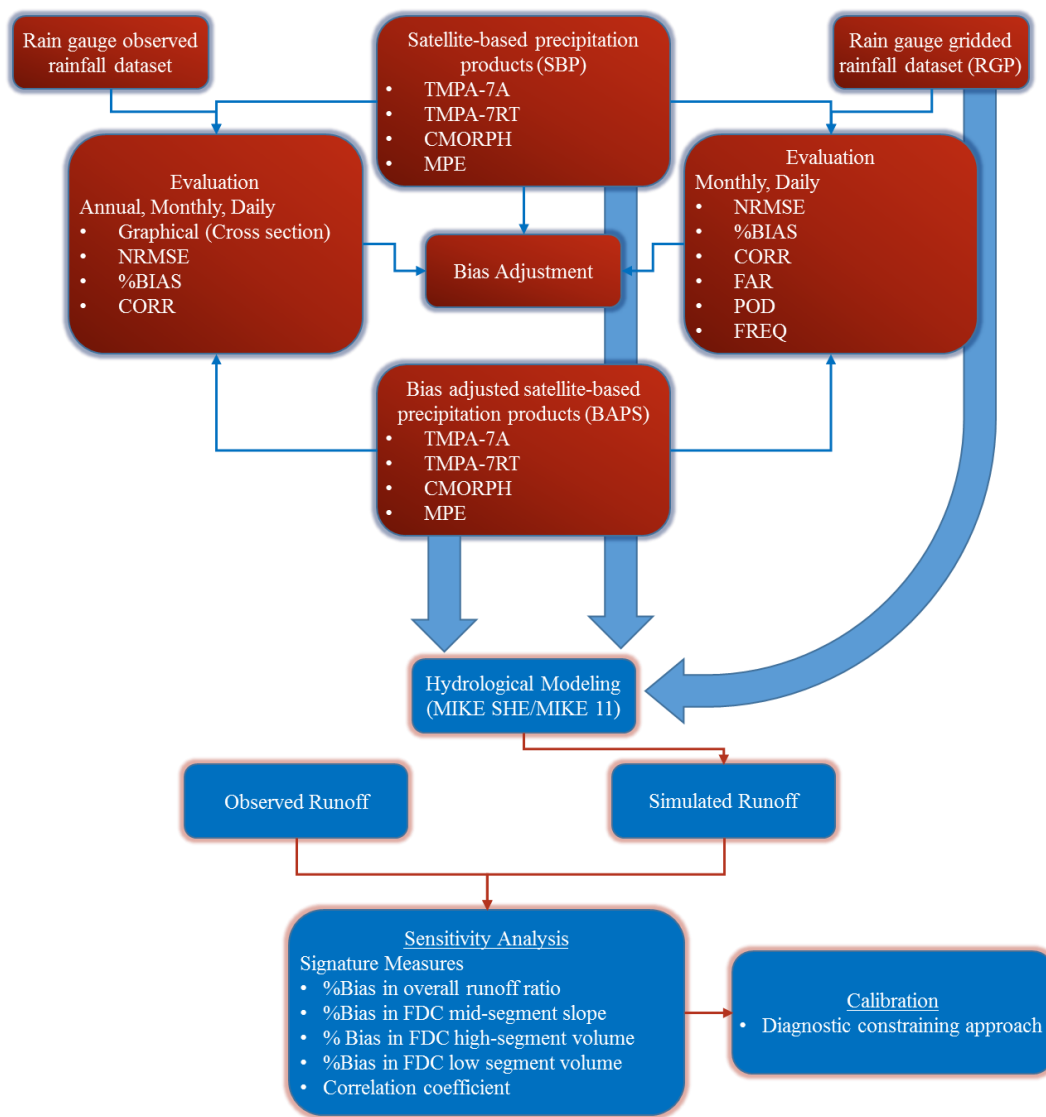 Rain gauge observed
rainfall dataset
Satellite-based precipitation
products (SBP)
• TMPA-7A
• TMPA-7RT
• CMORPH
• MPE
Rain gauge gridded
rainfall dataset (RGP)
Evaluation
Annual, Monthly, Daily
• Graphical (Cross section)
• NRMSE
• %BIAS
• CORR
Bias Adjustment
Evaluation
Monthly, Daily
• NRMSE
• %BIAS
• CORR
• FAR
• POD
• FREQ
Bias adjusted satellite-based
precipitation products (BAPS)
• TMPA-7A
• TMPA-7RT
• CMORPH
• MPE
Hydrological Modeling
(MIKE SHE/MIKE 11)
Observed Runoff
Simulated Runoff
Sensitivity Analysis
Signature Measures
• %Bias in overall runoff ratio
• %Bias in FDC mid-segment slope
• % Bias in FDC high-segment volume
• %Bias in FDC low segment volume
• Correlation coefficient
Calibration
• Diagnostic constraining approach